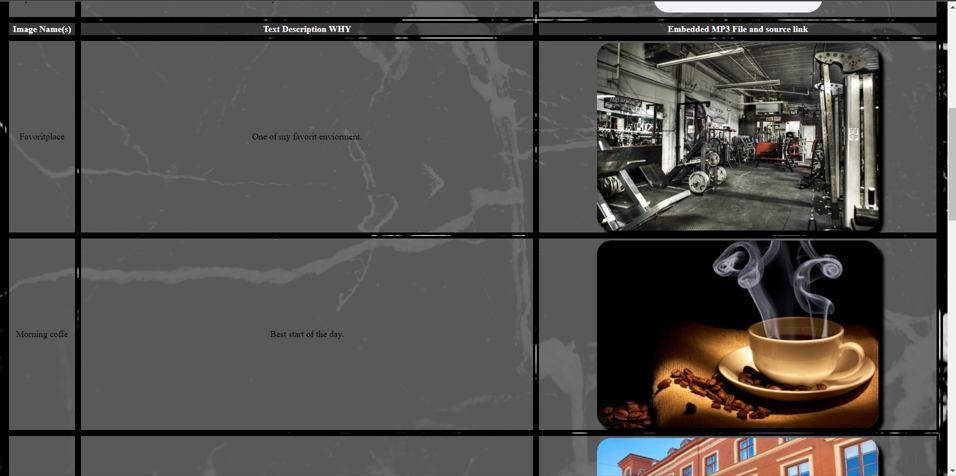 Image Name(s) Text Description WHY Embedded MP3 File and source link
Favoritplace One of my favorit enviorment.
Morning coffe Best start of the day.